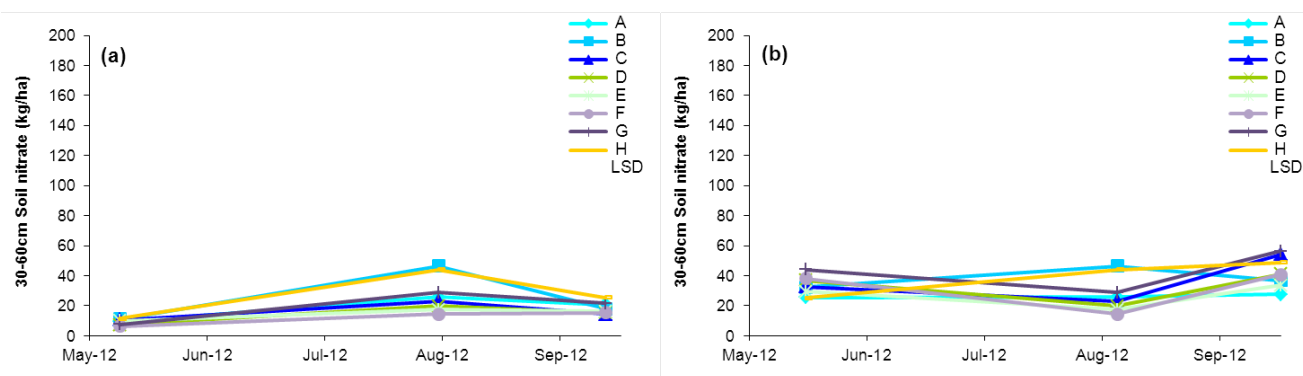 (a)
30-60cm Soil nitrate (kg/ha)
200
180
160
140
120
100
80
60
40
20
0
May-12 Jun-12 Jul-12 Aug-12 Sep-12
A
B
C
D
E
F
G
H
LSD
(b)
30-60cm Soil nitrate (kg/ha)
200
180
160
140
120
100
80
60
40
20
0
May-12 Jun-12 Jul-12 Aug-12 Sep-12
A
B
C
D
E
F
G
H
LSD